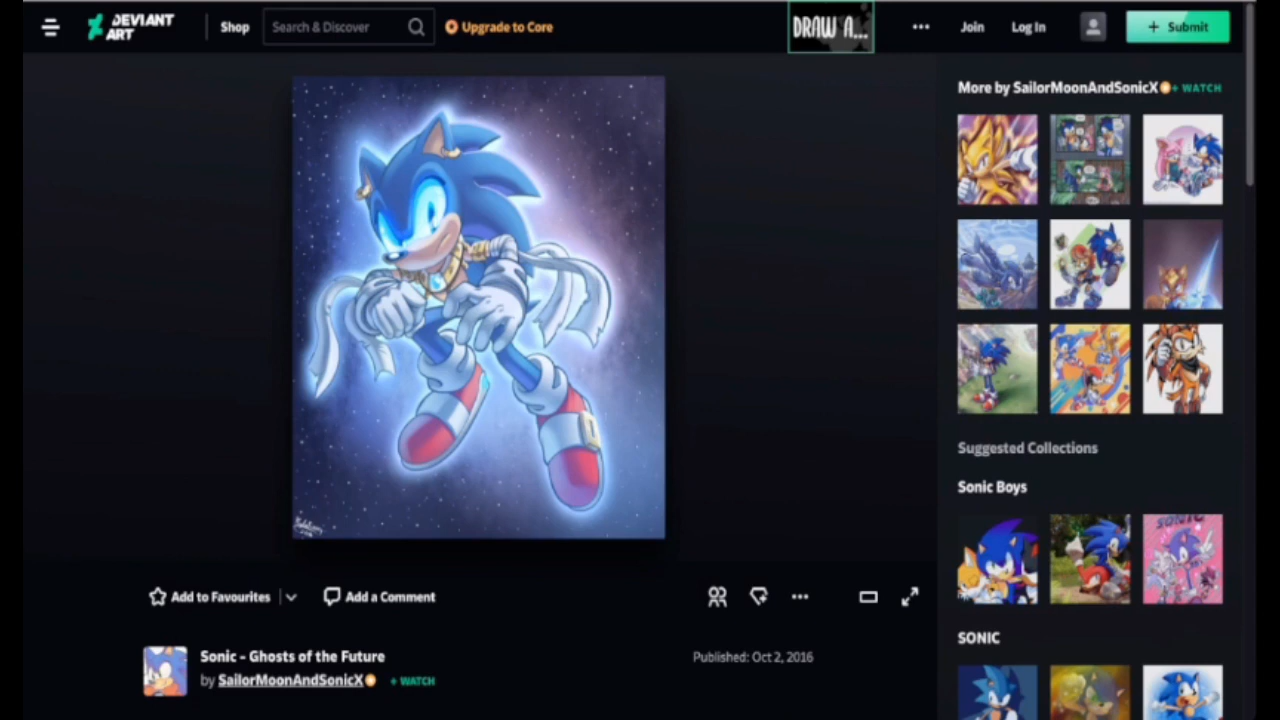 DEVIANT ART
Shop
Search & Discover
Upgrade to Core
DRAW A...
Join
Log In
+ Submit
More by SailorMoonAndSonicX
+ WATCH
Suggested Collections
Sonic Boys
SONIC
SONIC
Add to Favourites
Add a Comment
Sonic - Ghosts of the Future
Published: Oct 2, 2016
by SailorMoonAndSonicX
+ WATCH